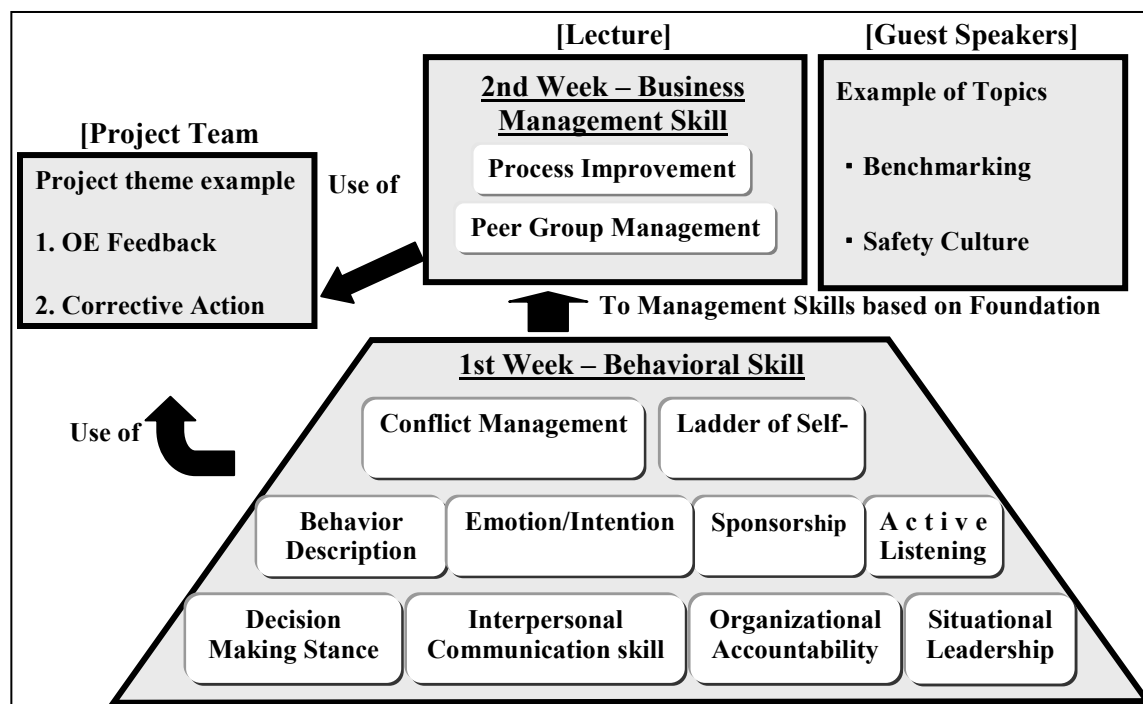 [Lecture]
[Guest Speakers]
2nd Week – Business
Management Skill
Process Improvement
Peer Group Management
Example of Topics
・Benchmarking
・Safety Culture
[Project Team
Project theme example
1. OE Feedback
2. Corrective Action
Use of
To Management Skills based on Foundation
1st Week – Behavioral Skill
Conflict Management
Ladder of Self-
Use of
Behavior
Description
Emotion/Intention
Sponsorship
A c t i v e
Listening
Decision
Making Stance
Interpersonal
Communication skill
Organizational
Accountability
Situational
Leadership